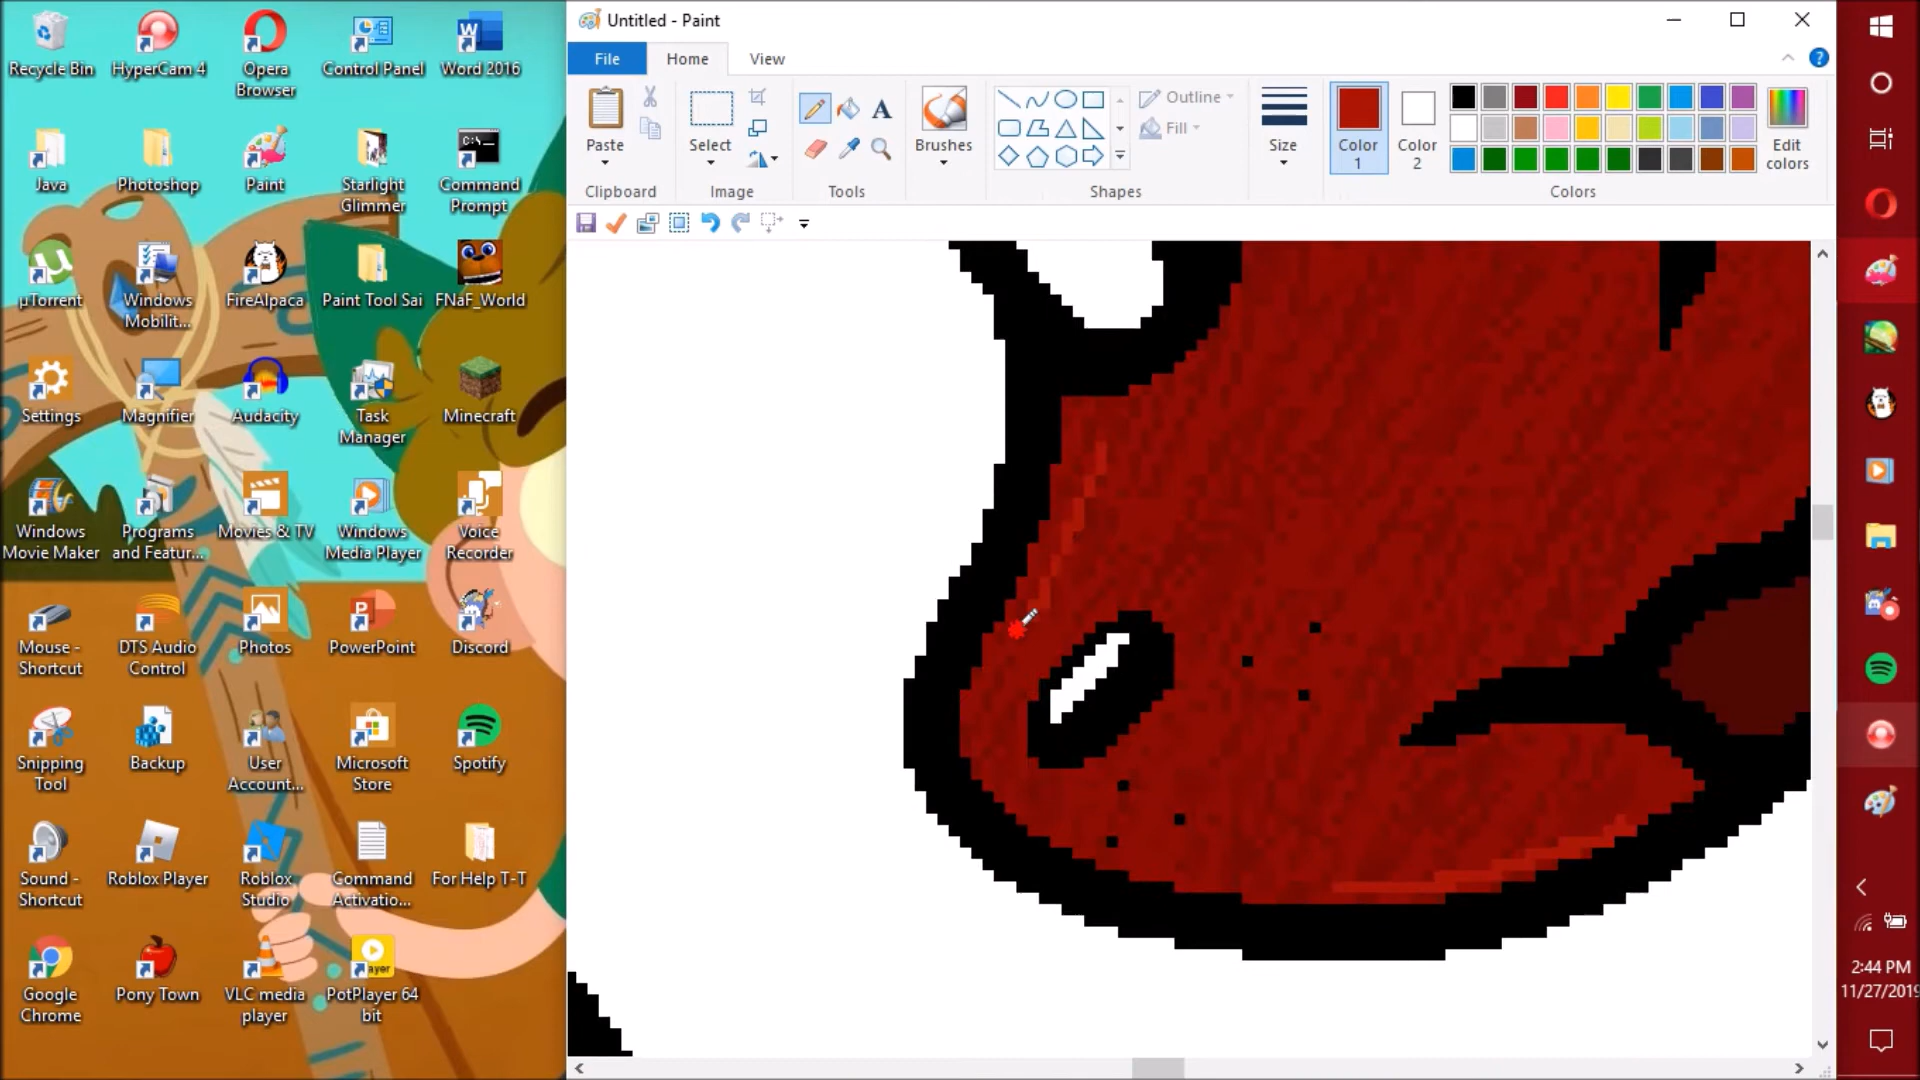 Recycle Bin
HyperCam 4
Opera
Browser
Control Panel
Word 2016
Java
Photoshop
Paint
Starlight
Glimmer
Command
Prompt
µTorrent
Windows
Mobilit...
FireAlpaca
Paint Tool Sai
FNaF_World
Settings
Magnifier
Audacity
Task
Manager
Minecraft
Windows
Movie Maker
Programs
and Featur...
Movies & TV
Windows
Media Player
Voice
Recorder
Mouse -
Shortcut
DTS Audio
Control
Photos
PowerPoint
Discord
Snipping
Tool
Backup
User
Account...
Microsoft
Store
Spotify
Sound -
Shortcut
Roblox Player
Roblox
Studio
Command
Activatio...
For Help T-T
Google
Chrome
Pony Town
VLC media
player
PotPlayer 64
bit
Untitled - Paint
File
Home
View
Paste
Clipboard
Select
Image
A
Tools
Brushes
Shapes
Outline
Fill
Size
Color
1
Color
2
Edit
colors
Colors
2:44 PM
11/27/2019